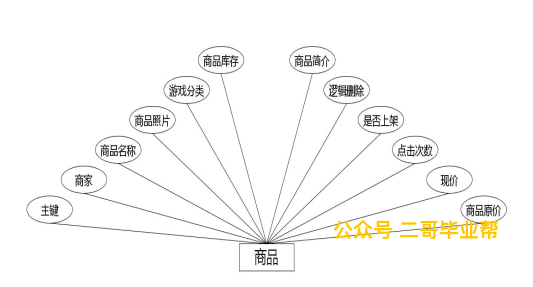 商品库存
商品简介
游戏分类
逻辑删除
商品照片
是否上架
商品名称
点击次数
商家
现价
主键
商品原价
公众号 二哥毕业帮
商品